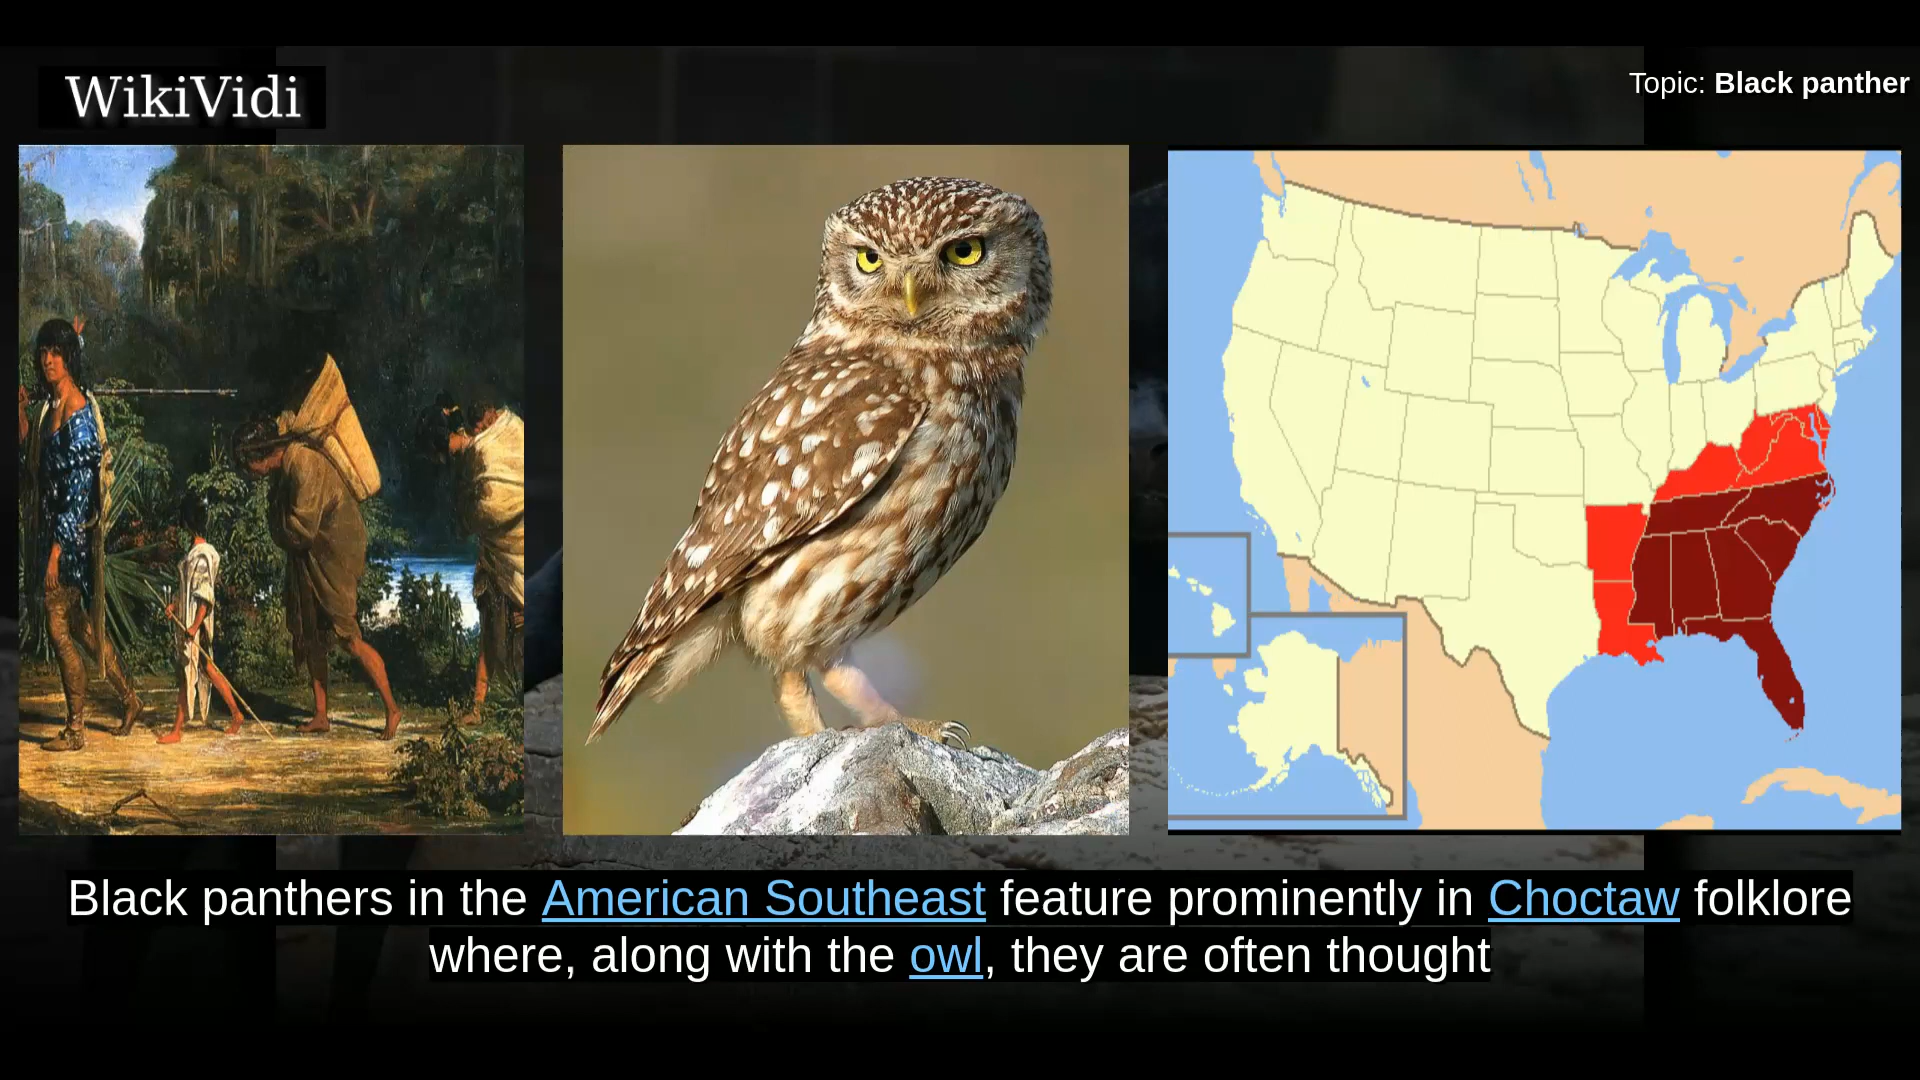 WikiVidi
Topic: Black panther
Black panthers in the American Southeast feature prominently in Choctaw folklore
where, along with the owl, they are often thought